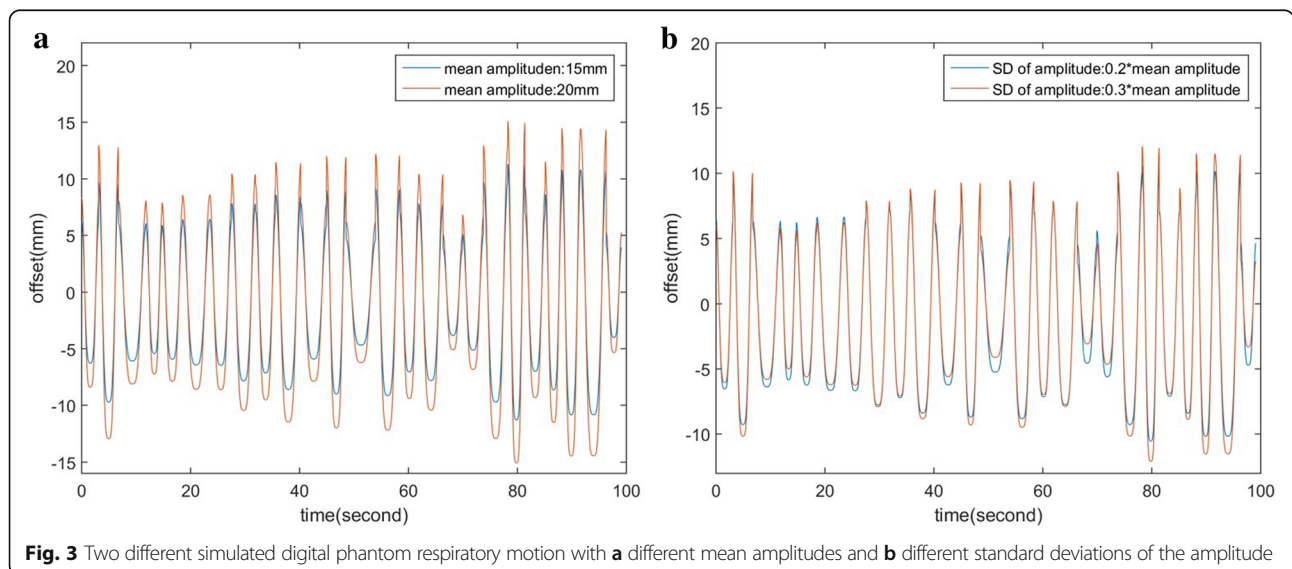 a
20
15
10
5
0
-5
-10
-15
offset(mm)
mean amplituden:15mm
mean amplitude:20mm
0
20
40
60
80
100
time(second)
b
20
15
10
5
0
-5
-10
offset(mm)
SD of amplitude:0.2*mean amplitude
SD of amplitude:0.3*mean amplitude
0
20
40
60
80
100
time(second)
Fig. 3 Two different simulated digital phantom respiratory motion with a different mean amplitudes and b different standard deviations of the amplitude